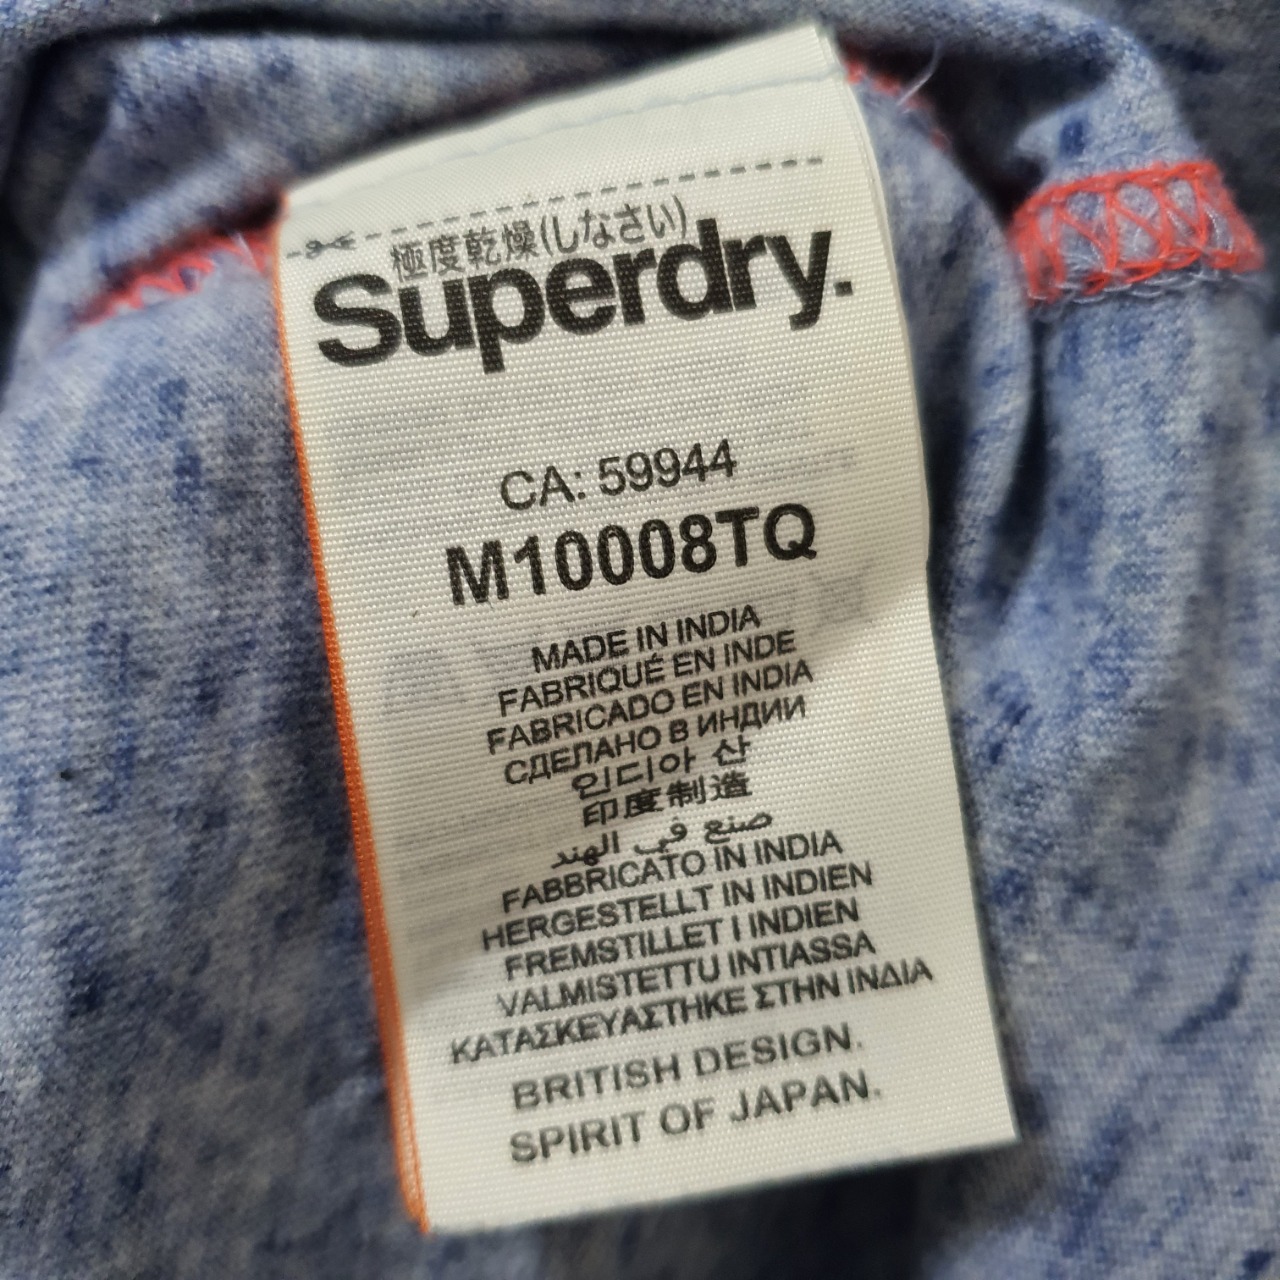 極度乾燥(しなさい)
Superdry.
CA: 59944
M10008TQ
MADE IN INDIA
FABRIQUÉ EN INDE
FABRICADO EN INDIA
СДЕЛАНО В ИНДИИ
인디아 산
印度制造
صنع في الهند
FABBRICATO IN INDIA
HERGESTELLT IN INDIEN
FREMSTILLET I INDIEN
VALMISTETTU INTIASSA
ΚΑΤΑΣΚΕΥΑΣΤΗΚΕ ΣΤΗΝ ΙΝΔΙΑ
BRITISH DESIGN.
SPIRIT OF JAPAN.